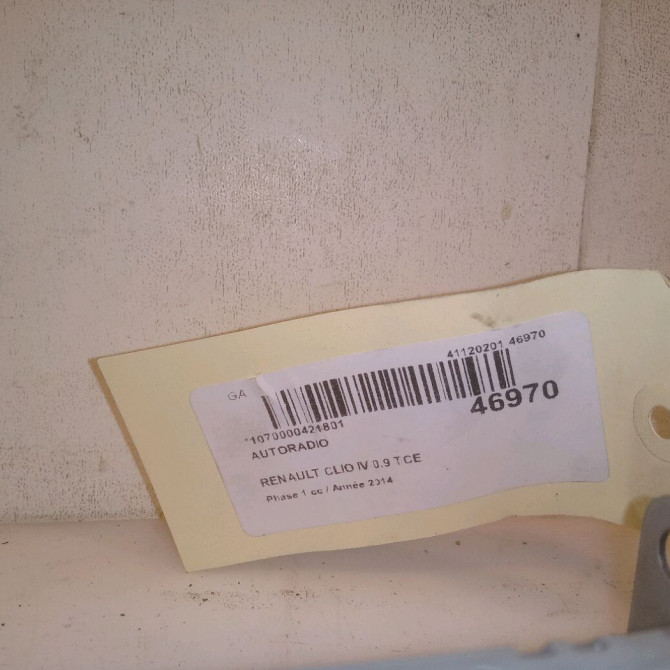 41120201 46970
GA
46970
*1070000421801
AUTORADIO
RENAULT CLIO IV 0.9 TCE
Phase 1 cc / Année 2014